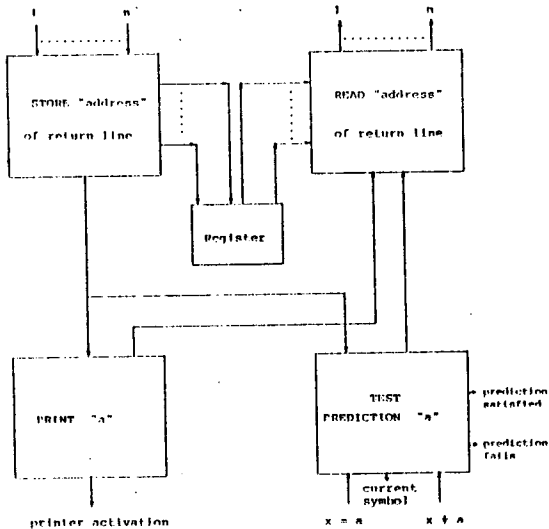 1 n
1 n
STORE "address"
of return line
READ "address"
of return line
Register
PRINT "a"
TEST
PREDICTION "a"
prediction
satisfied
prediction
fails
printer activation
current
symbol
x = a
x ≠ a